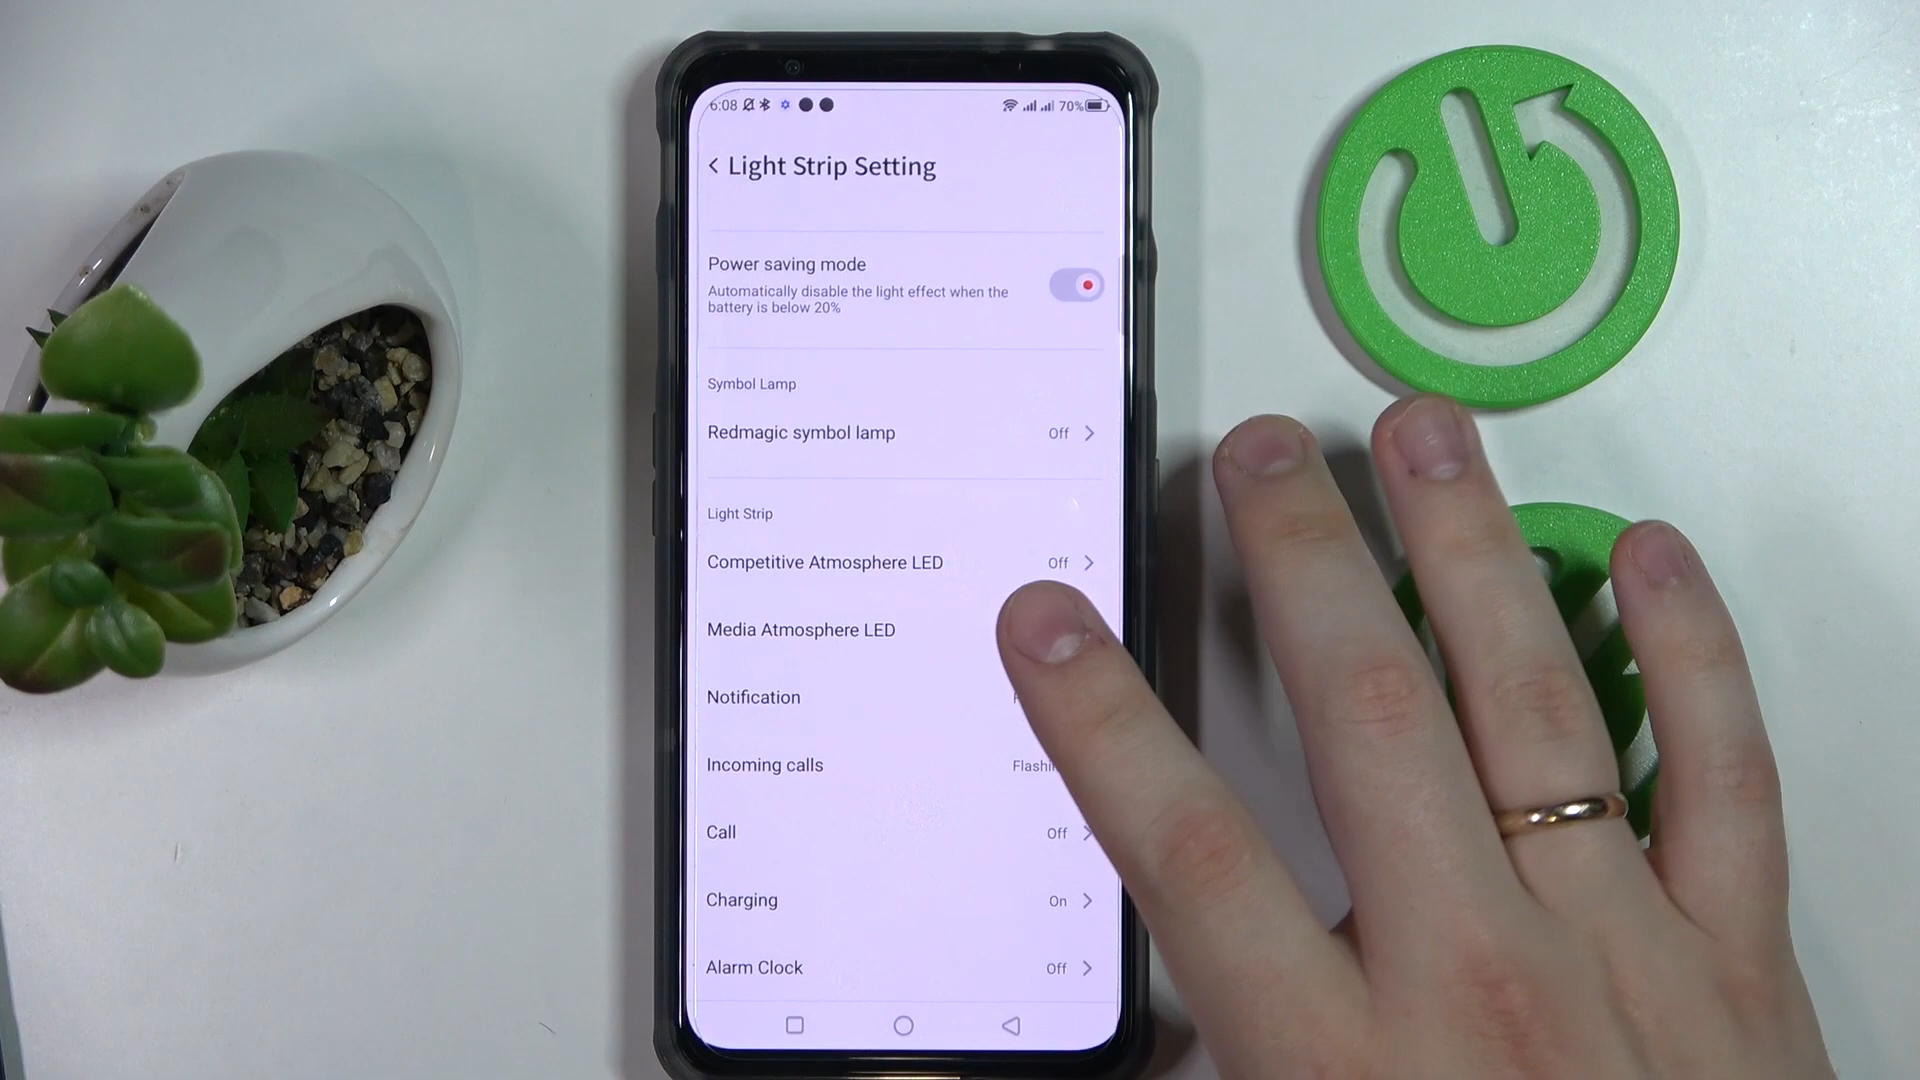 6:08 70%
Light Strip Setting
Power saving mode
Automatically disable the light effect when the
battery is below 20%
Symbol Lamp
Redmagic symbol lamp Off
Light Strip
Competitive Atmosphere LED Off
Media Atmosphere LED
Notification
Incoming calls
Call Off
Charging On
Alarm Clock Off